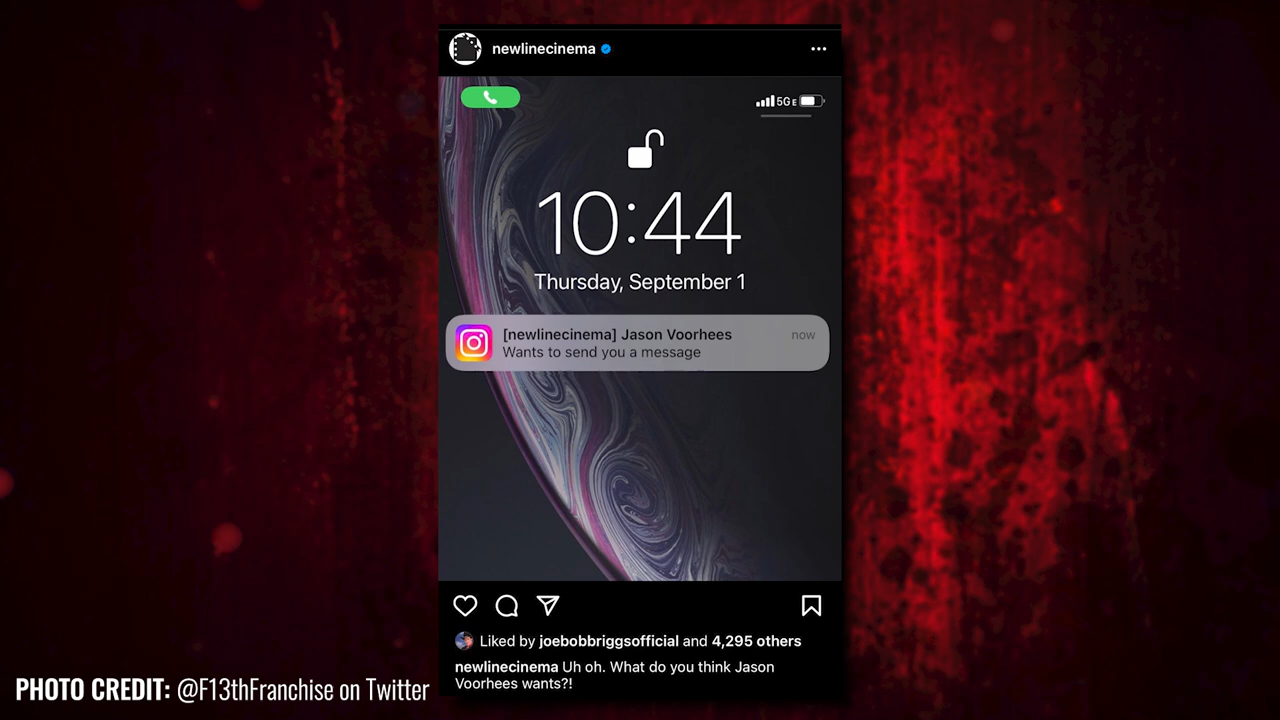 newlinecinema
5GE
10:44
Thursday, September 1
[newlinecinema] Jason Voorhees now
Wants to send you a message
Liked by joebobbriggsofficial and 4,295 others
newlinecinema Uh oh. What do you think Jason
Voorhees wants?!
PHOTO CREDIT: @F13thFranchise on Twitter